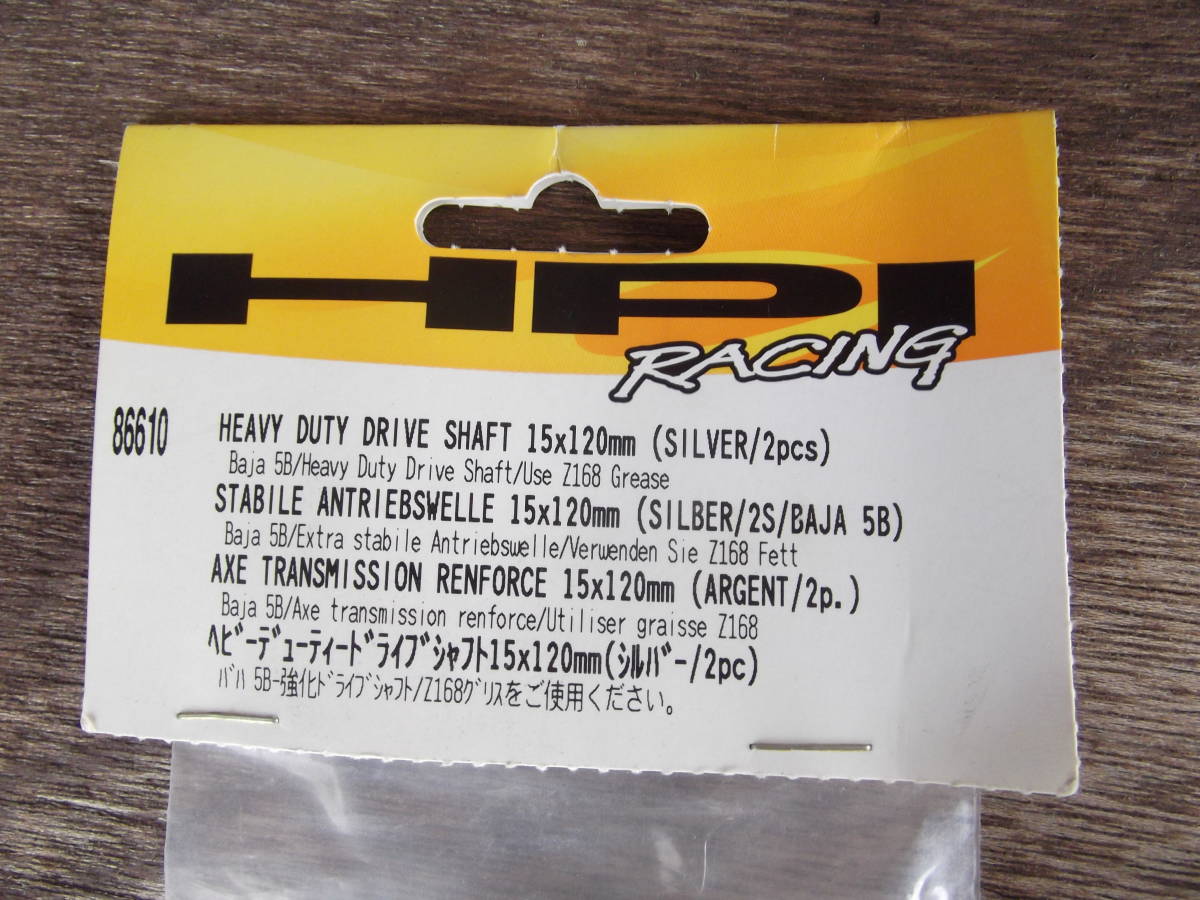 HPI
RACING
86610 HEAVY DUTY DRIVE SHAFT 15x120mm (SILVER/2pcs)
Baja 5B/Heavy Duty Drive Shaft/Use Z168 Grease
STABILE ANTRIEBSWELLE 15x120mm (SILBER/2S/BAJA 5B)
Baja 5B/Extra stabile Antriebswelle/Verwenden Sie Z168 Fett
AXE TRANSMISSION RENFORCE 15x120mm (ARGENT/2p.)
Baja 5B/Axe transmission renforce/Utiliser graisse Z168
ﾍﾋﾞｰﾃﾞｭｰﾃｨｰﾄﾞﾗｲﾌﾞｼｬﾌﾄ15x120mm(ｼﾙﾊﾞｰ/2pc)
ﾊﾞﾊ 5B-強化ﾄﾞﾗｲﾌﾞｼｬﾌﾄ/Z168ｸﾞﾘｽをご使用ください。